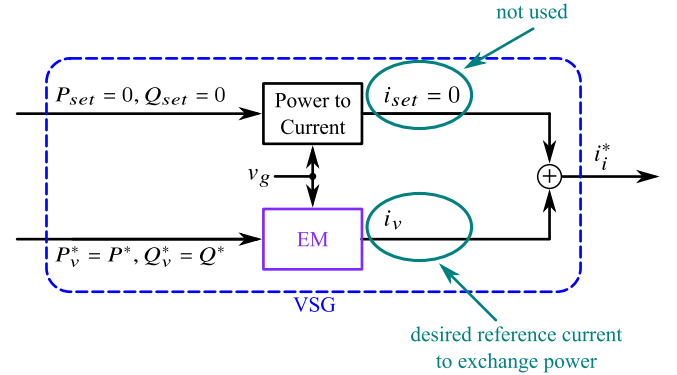 not used
P_set = 0, Q_set = 0
Power to
Current
i_set = 0
v_g
i_i^*
+
P_v^* = P^*, Q_v^* = Q^*
EM
i_v
VSG
desired reference current
to exchange power